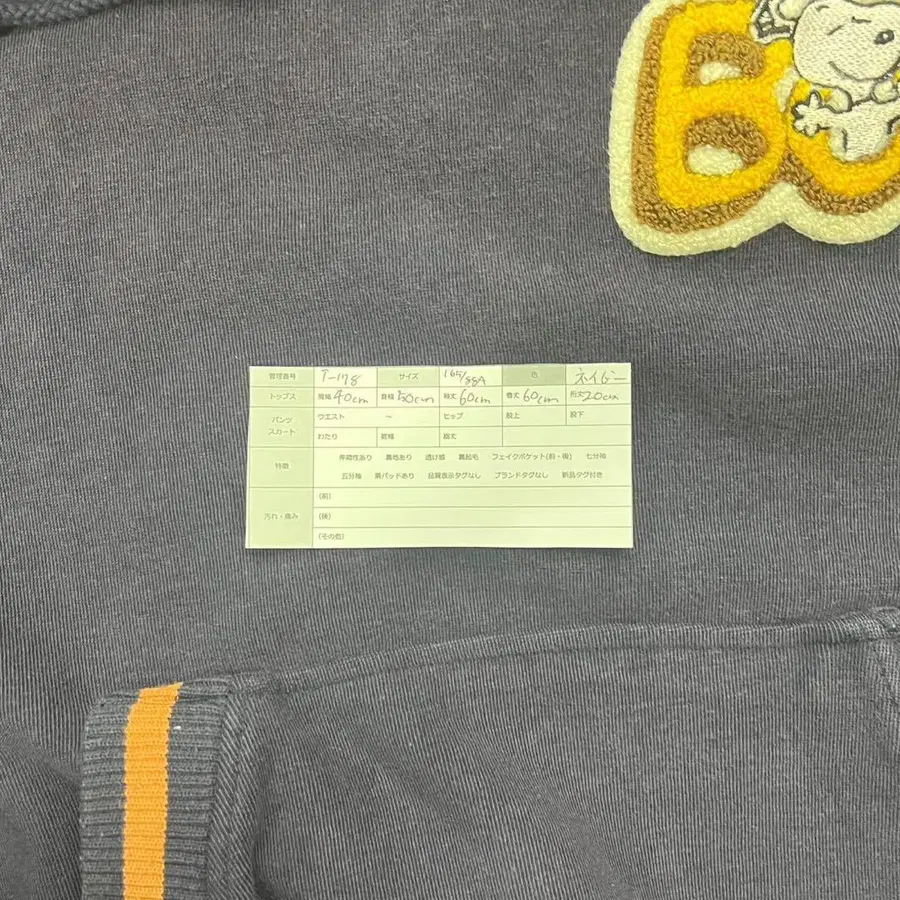 BO
管理番号 T-178 サイズ 165/88A 色 ネイビー
トップス 肩幅 40cm 身幅 50cm 袖丈 60cm 着丈 60cm 裄丈 20cm
パンツ スカート ウエスト ~ ヒップ 股上 股下
わたり 裾幅 総丈
特徴 伸縮性あり 裏地あり 透け感 裏起毛 フェイクポケット(前・後) 七分袖
五分袖 肩パッドあり 品質表示タグなし ブランドタグなし 新品タグ付き
汚れ・傷み (前)
(後)
(その他)